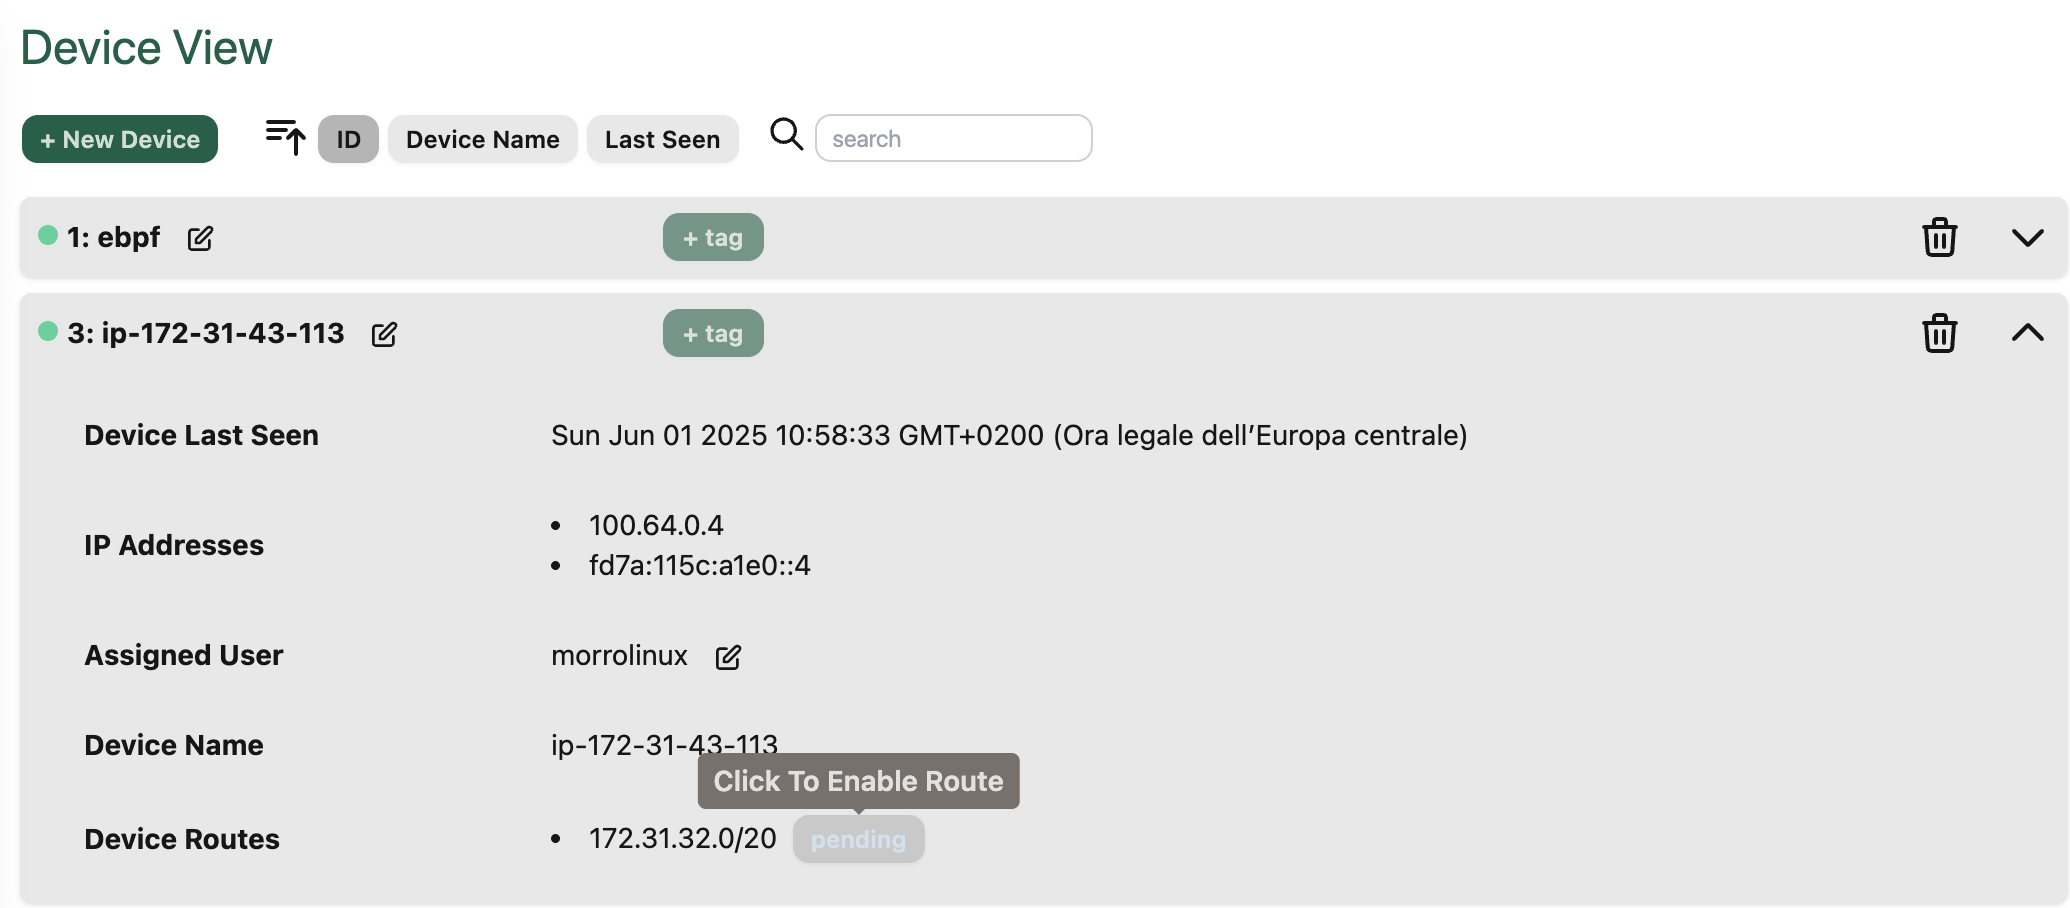 Device View
+ New Device ID Device Name Last Seen search
1: ebpf + tag
3: ip-172-31-43-113 + tag
Device Last Seen Sun Jun 01 2025 10:58:33 GMT+0200 (Ora legale dell’Europa centrale)
IP Addresses
• 100.64.0.4
• fd7a:115c:a1e0::4
Assigned User morrolinux
Device Name ip-172-31-43-113
Click To Enable Route
Device Routes • 172.31.32.0/20 pending